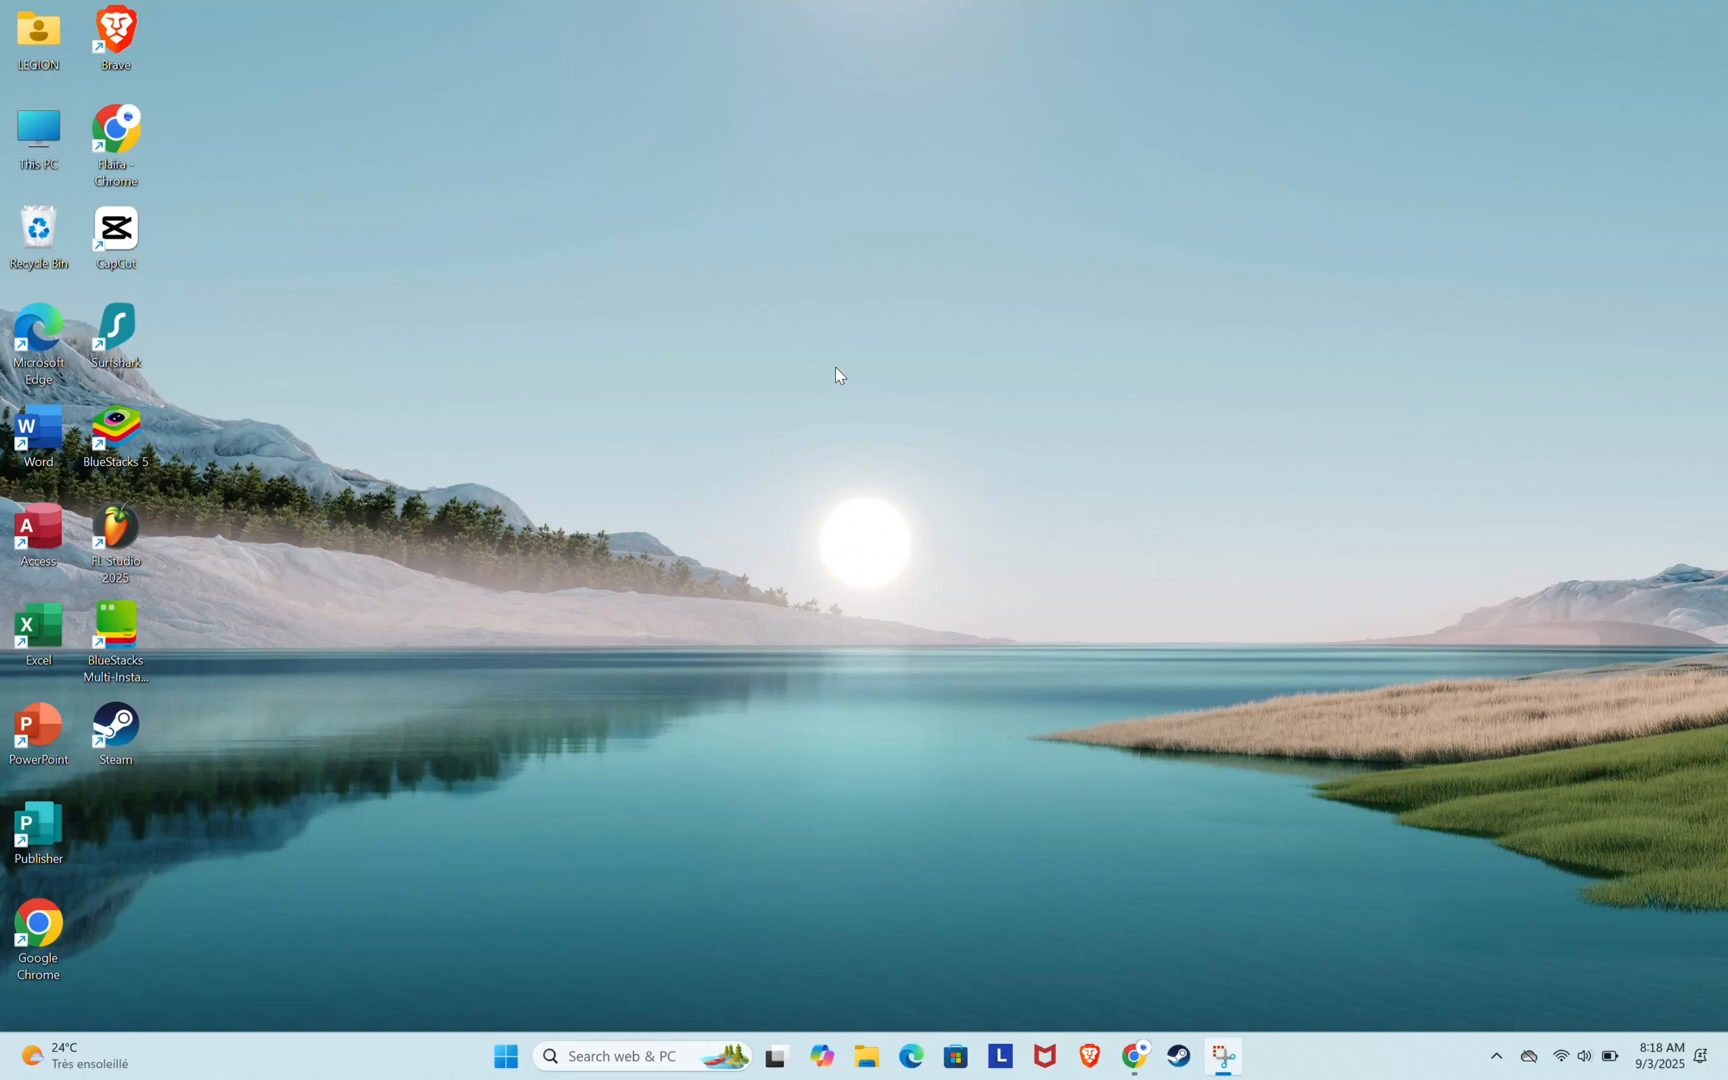 LEGION
Brave
This PC
Flaira -
Chrome
Recycle Bin
CapCut
Microsoft
Edge
Surfshark
W
Word
BlueStacks 5
A
Access
FL Studio
2025
X
Excel
BlueStacks
Multi-Insta...
P
PowerPoint
Steam
P
Publisher
Google
Chrome
24°C
Très ensoleillé
Search web & PC
L
8:18 AM
9/3/2025